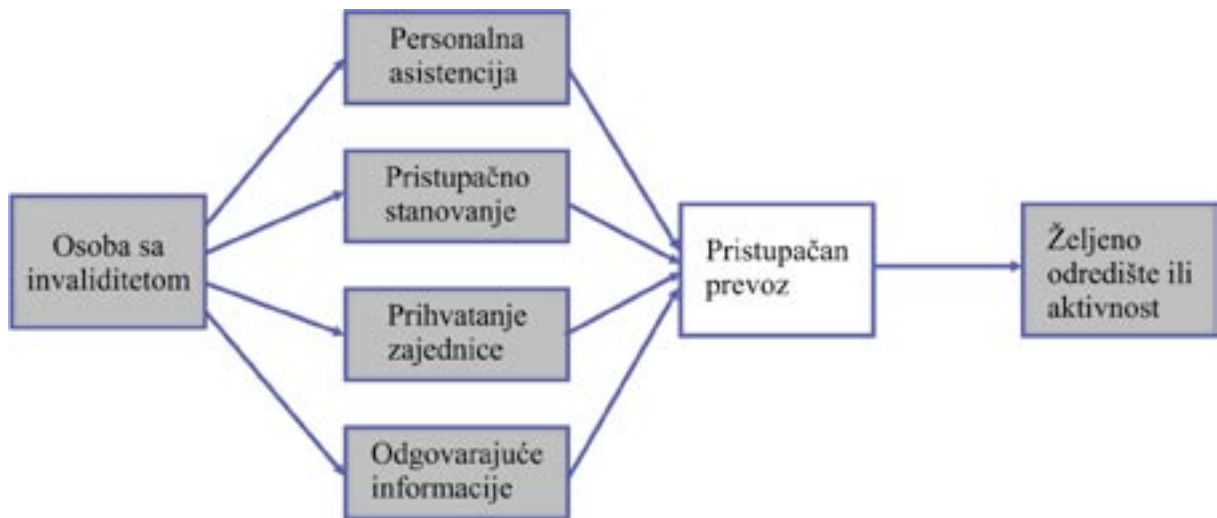 Osoba sa
invaliditetom
Personalna
asistencija
Pristupačno
stanovanje
Prihvatanje
zajednice
Odgovarajuće
informacije
Pristupačan
prevoz
Željeno
odredište ili
aktivnost